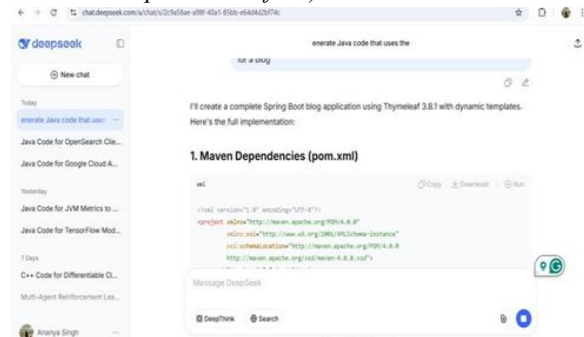 chat.deepseek.com/a/chat/s/2c9a58ae-a98f-40a1-85bb-e64d4d2bf74c
deepseek
enerate Java code that uses the
New chat
for a blog
Today
enerate Java code that uses
Java Code for OpenSearch Clie...
Java Code for Google Cloud A...
Yesterday
Java Code for JVM Metrics to ...
Java Code for TensorFlow Mod...
7 Days
C++ Code for Differentiable Cl...
Multi-Agent Reinforcement Lea...
Ananya Singh
I'll create a complete Spring Boot blog application using Thymeleaf 3.8.1 with dynamic templates.
Here's the full implementation:
1. Maven Dependencies (pom.xml)
xml
Copy Download Run
<?xml version="1.0" encoding="UTF-8"?>
<project xmlns="http://maven.apache.org/POM/4.0.0"
xmlns:xsi="http://www.w3.org/2001/XMLSchema-instance"
xsi:schemaLocation="http://maven.apache.org/POM/4.0.0
http://maven.apache.org/xsd/maven-4.0.0.xsd">
Message DeepSeek
DeepThink Search